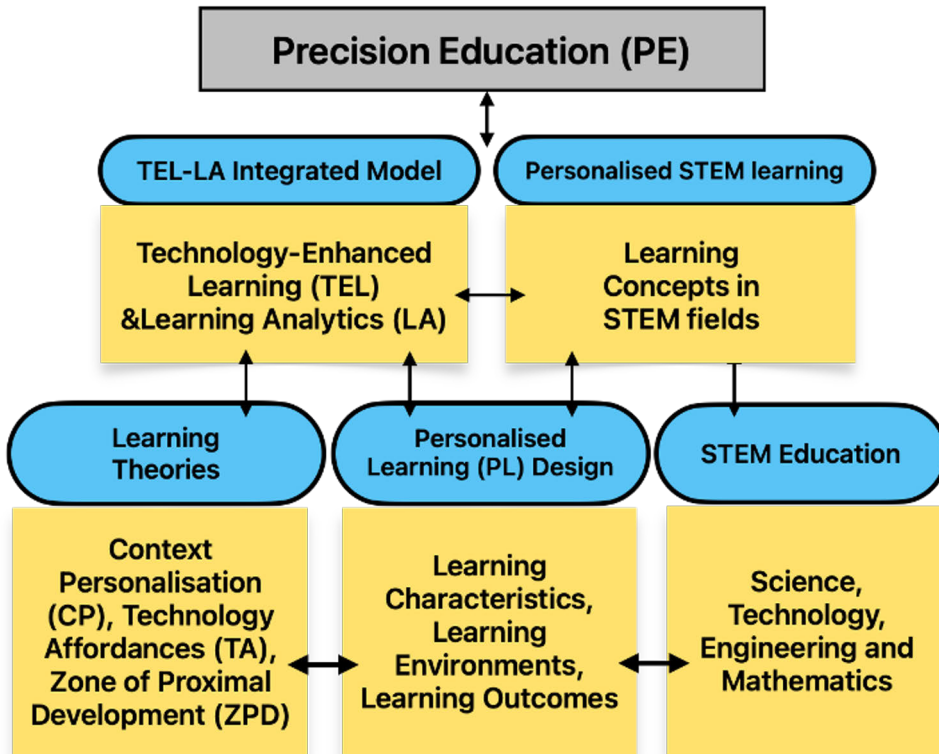 Precision Education (PE)
TEL-LA Integrated Model
Personalised STEM learning
Technology-Enhanced
Learning (TEL)
&Learning Analytics (LA)
Learning
Concepts in
STEM fields
Learning
Theories
Personalised
Learning (PL) Design
STEM Education
Context
Personalisation
(CP), Technology
Affordances (TA),
Zone of Proximal
Development (ZPD)
Learning
Characteristics,
Learning
Environments,
Learning Outcomes
Science,
Technology,
Engineering and
Mathematics